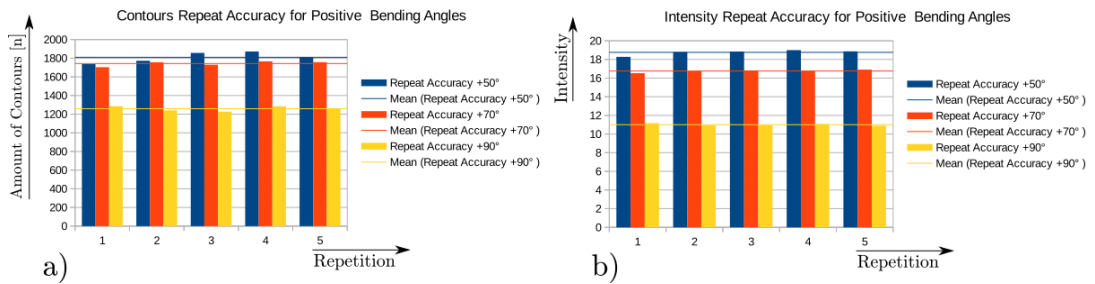 Contours Repeat Accuracy for Positive Bending Angles
Amount of Contours [n]
2000
1800
1600
1400
1200
1000
800
600
400
200
0
1 2 3 4 5
Repetition
Repeat Accuracy +50°
Mean (Repeat Accuracy +50° )
Repeat Accuracy +70°
Mean (Repeat Accuracy +70° )
Repeat Accuracy +90°
Mean (Repeat Accuracy +90° )
a)
Intensity Repeat Accuracy for Positive Bending Angles
Intensity
20
18
16
14
12
10
8
6
4
2
0
1 2 3 4 5
Repetition
Repeat Accuracy +50°
Mean (Repeat Accuracy +50° )
Repeat Accuracy +70°
Mean (Repeat Accuracy +70° )
Repeat Accuracy +90°
Mean (Repeat Accuracy +90° )
b)